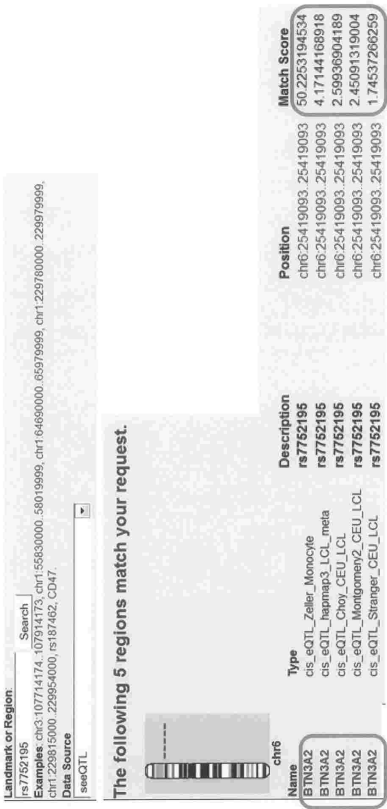 Landmark or Region:
rs7752195 Search
Examples: chr3:107714174..107914173, chr1:55830000..58019999, chr1:64690000..65979999, chr1:229780000..229979999,
chr1:229815000..229954000, rs187462, CD47.
Data Source
seeQTL
The following 5 regions match your request.
chr6
Name Type Description Position Match Score
BTN3A2 cis_eQTL_Zeller_Monocyte rs7752195 chr6:25419093..25419093 50.2253194534
BTN3A2 cis_eQTL_hapmap3_LCL_meta rs7752195 chr6:25419093..25419093 4.17144168918
BTN3A2 cis_eQTL_Choy_CEU_LCL rs7752195 chr6:25419093..25419093 2.59936904189
BTN3A2 cis_eQTL_Montgomery2_CEU_LCL rs7752195 chr6:25419093..25419093 2.45091319004
BTN3A2 cis_eQTL_Stranger_CEU_LCL rs7752195 chr6:25419093..25419093 1.74537266259